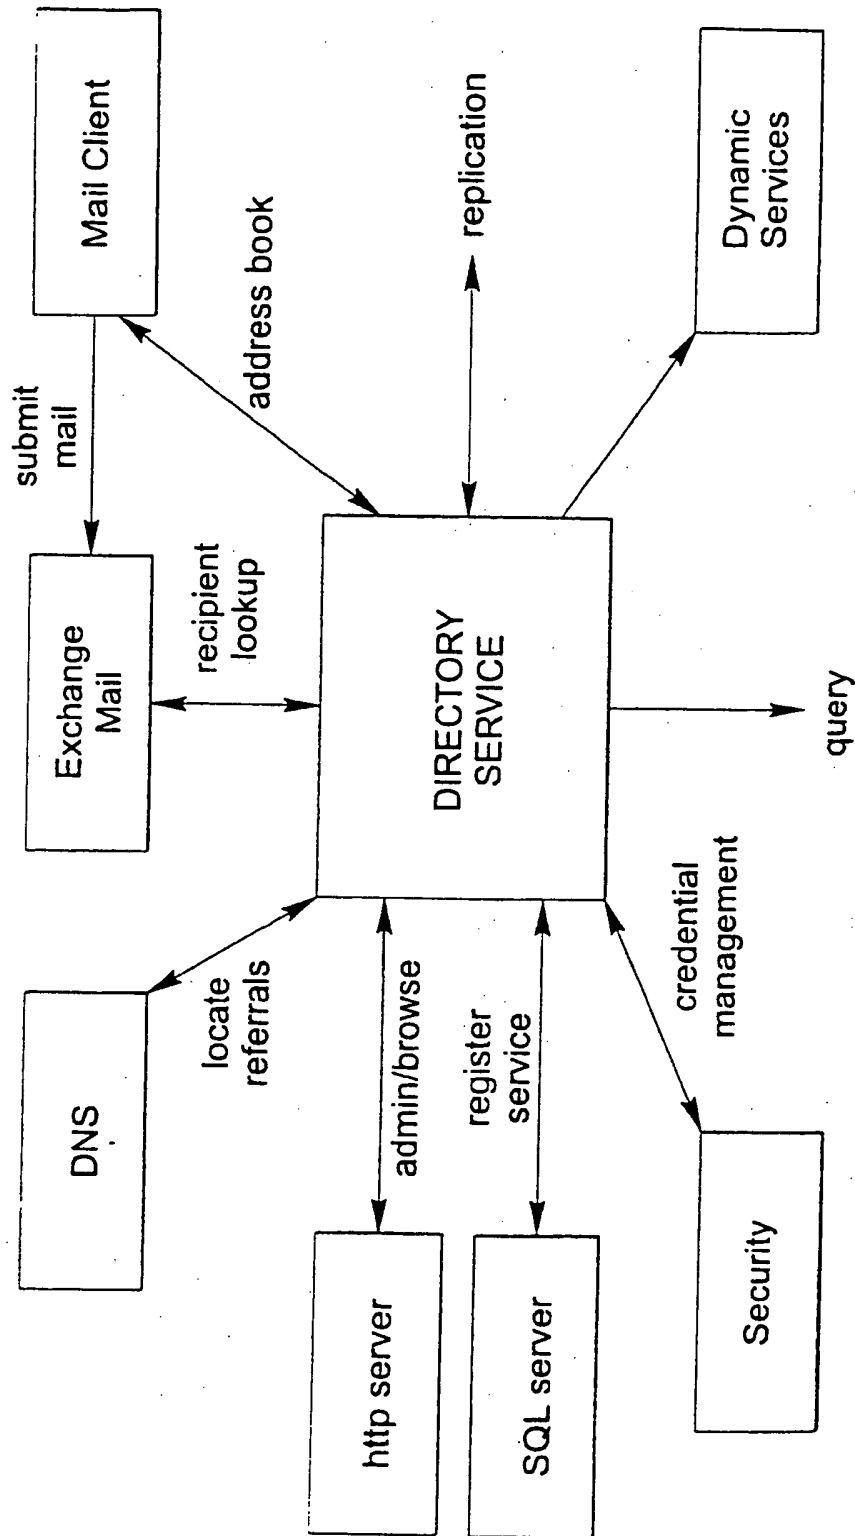 DNS
Exchange
Mail
Mail Client
submit
mail
locate
referrals
recipient
lookup
address book
http server
admin/browse
DIRECTORY
SERVICE
replication
SQL server
register
service
Security
credential
management
query
Dynamic
Services